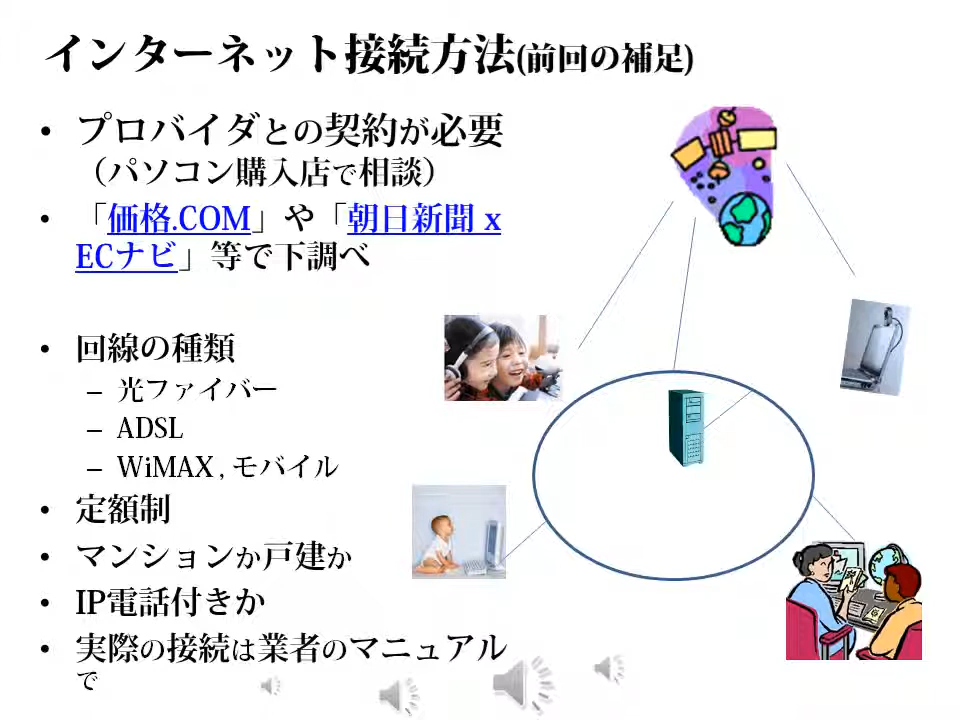 インターネット接続方法(前回の補足)
• プロバイダとの契約が必要
（パソコン購入店で相談）
• 「価格.COM」や「朝日新聞 x
ECナビ」等で下調べ
• 回線の種類
– 光ファイバー
– ADSL
– WiMAX , モバイル
• 定額制
• マンションか戸建か
• IP電話付きか
• 実際の接続は業者のマニュアル
で